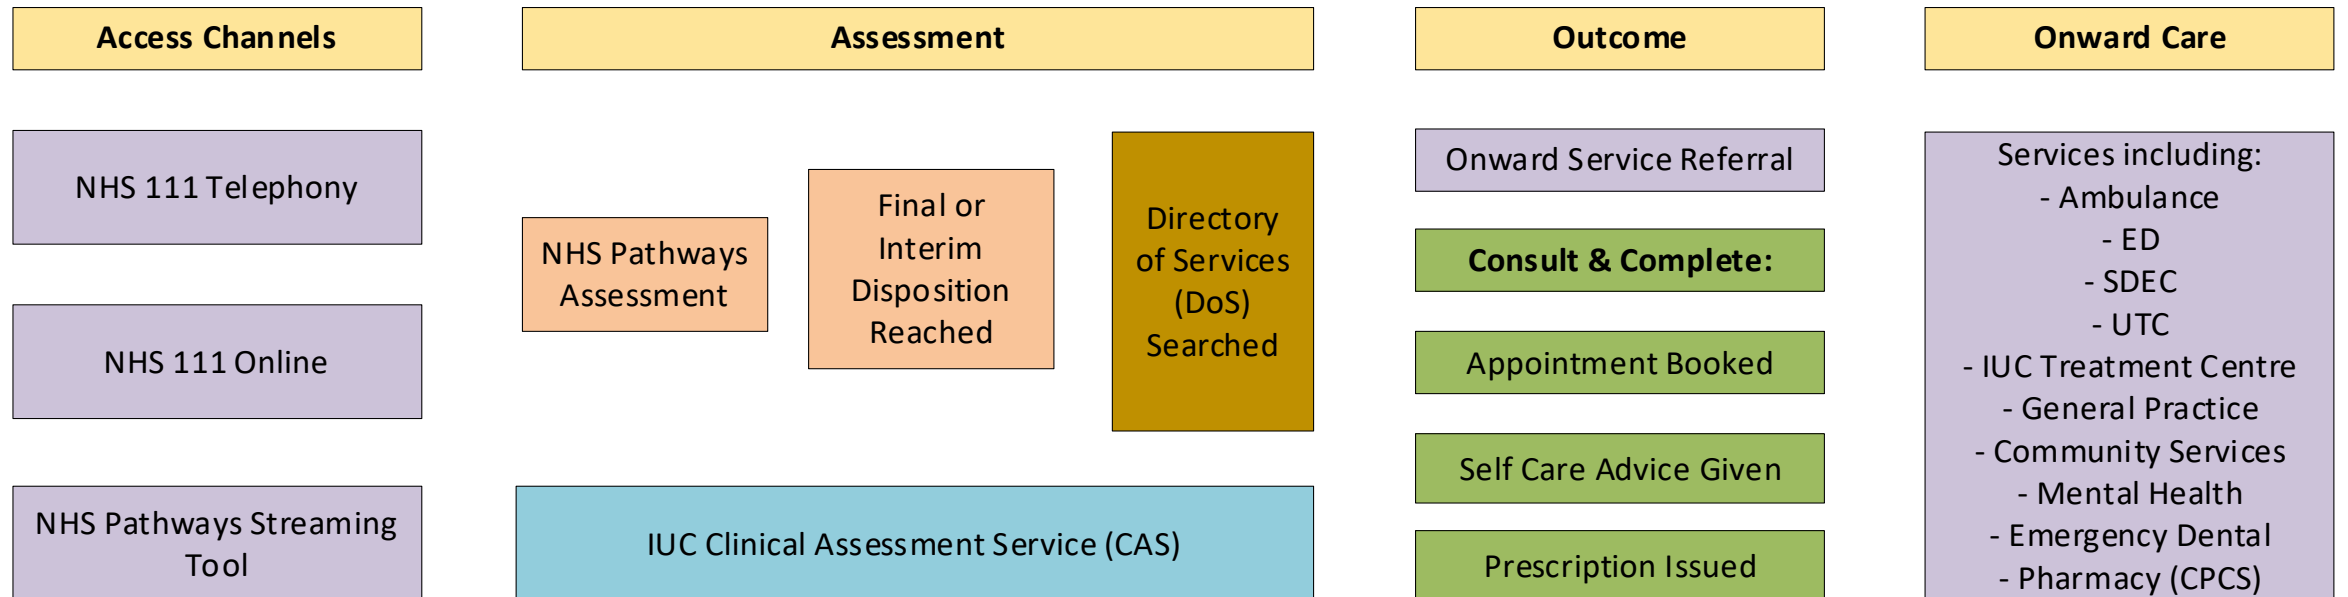 Access Channels
Assessment
Outcome
Onward Care
NHS 111 Telephony
NHS 111 Online
NHS Pathways Streaming
Tool
NHS Pathways
Assessment
Final or
Interim
Disposition
Reached
Directory
of Services
(DoS)
Searched
IUC Clinical Assessment Service (CAS)
Onward Service Referral
Consult & Complete:
Appointment Booked
Self Care Advice Given
Prescription Issued
Services including:
- Ambulance
- ED
- SDEC
- UTC
- IUC Treatment Centre
- General Practice
- Community Services
- Mental Health
- Emergency Dental
- Pharmacy (CPCS)